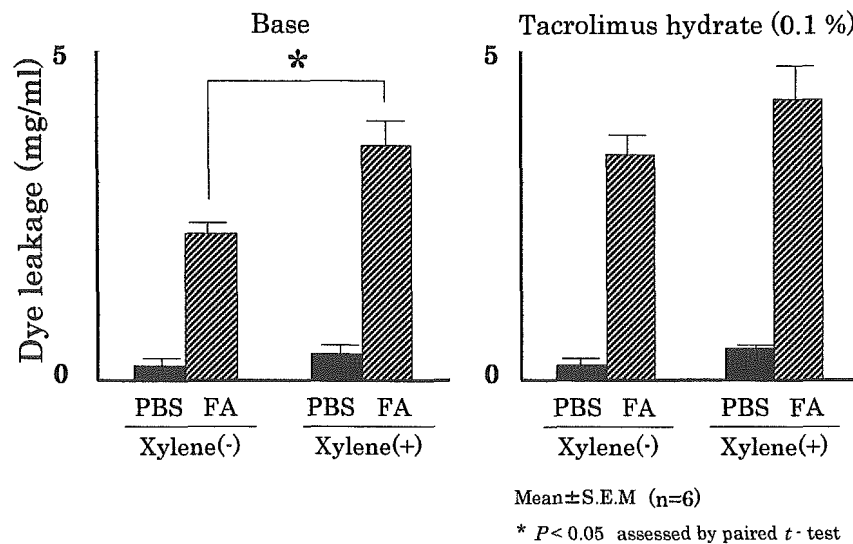 Base
Tacrolimus hydrate (0.1 %)
Dye leakage (mg/ml)
5
0
*
5
0
PBS FA PBS FA
Xylene(-) Xylene(+)
PBS FA PBS FA
Xylene(-) Xylene(+)
Mean±S.E.M (n=6)
* P< 0.05 assessed by paired t- test